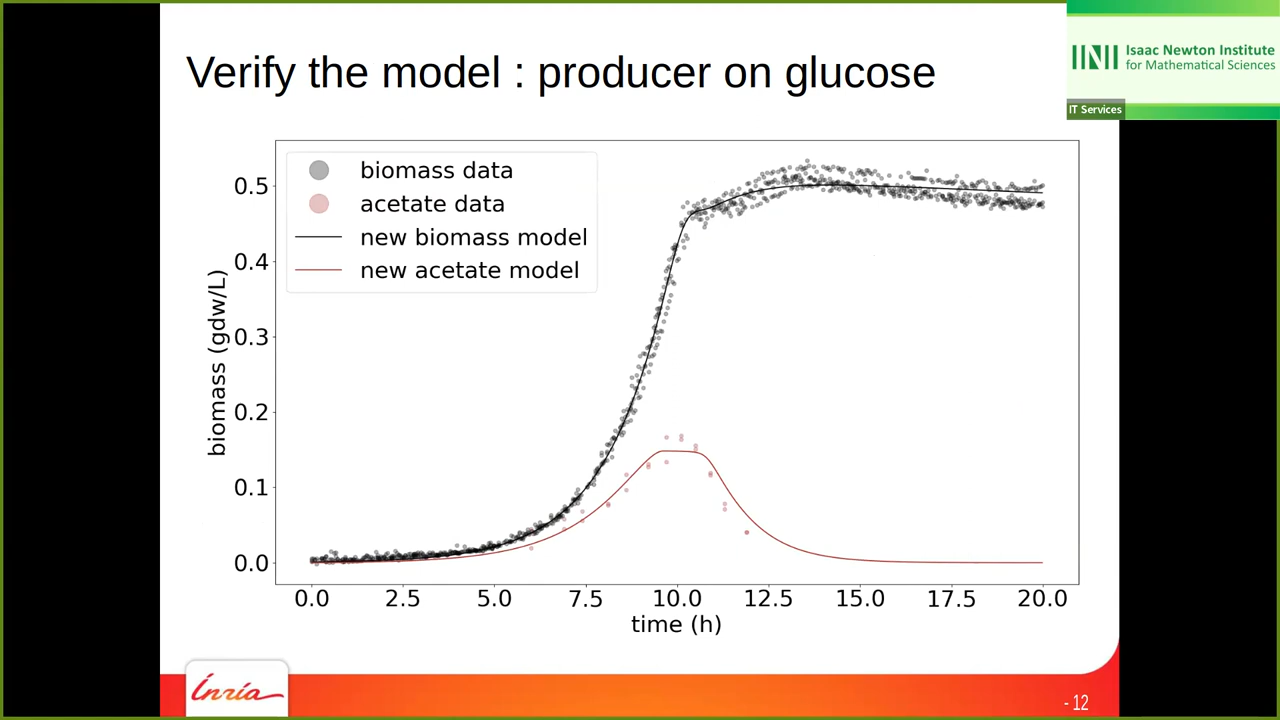 Verify the model : producer on glucose
Isaac Newton Institute
for Mathematical Sciences
IT Services
biomass data
acetate data
new biomass model
new acetate model
biomass (gdw/L)
0.5
0.4
0.3
0.2
0.1
0.0
0.0 2.5 5.0 7.5 10.0 12.5 15.0 17.5 20.0
time (h)
Inria
- 12